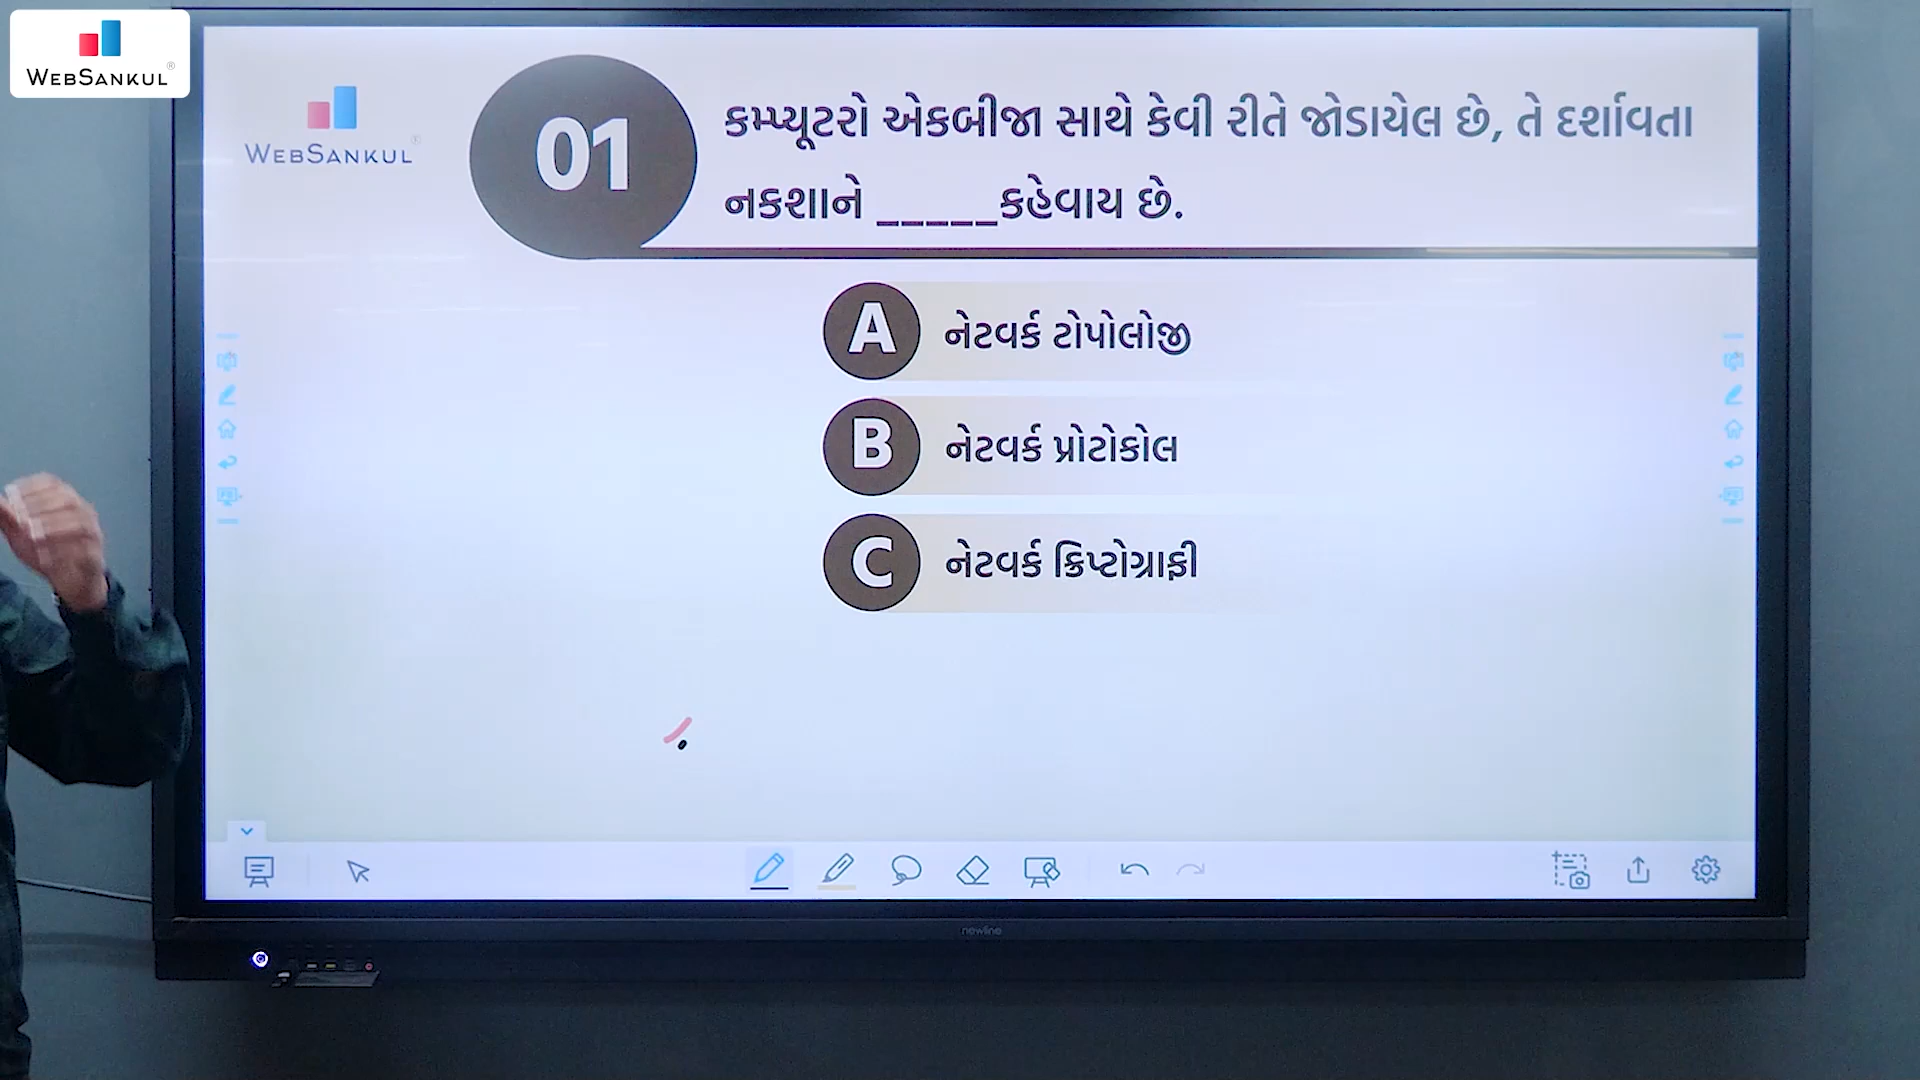 WEBSANKUL
WEBSANKUL
01
કમ્પ્યૂટરો એકબીજા સાથે કેવી રીતે જોડાયેલ છે, તે દર્શાવતા
નકશાને _____કહેવાય છે.
A નેટવર્ક ટોપોલોજી
B નેટવર્ક પ્રોટોકોલ
C નેટવર્ક ક્રિપ્ટોગ્રાફી
newline